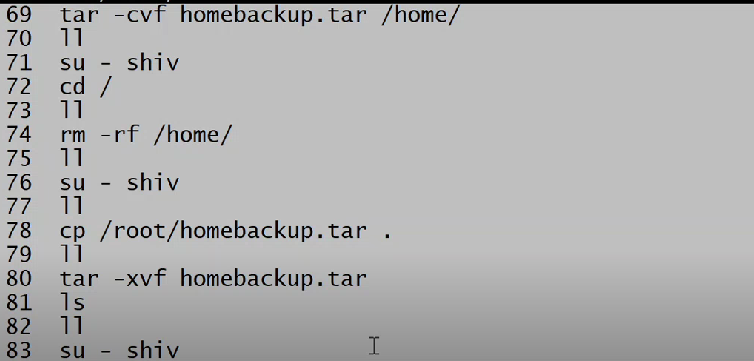 69 tar -cvf homebackup.tar /home/
70 ll
71 su - shiv
72 cd /
73 ll
74 rm -rf /home/
75 ll
76 su - shiv
77 ll
78 cp /root/homebackup.tar .
79 ll
80 tar -xvf homebackup.tar
81 ls
82 ll
83 su - shiv